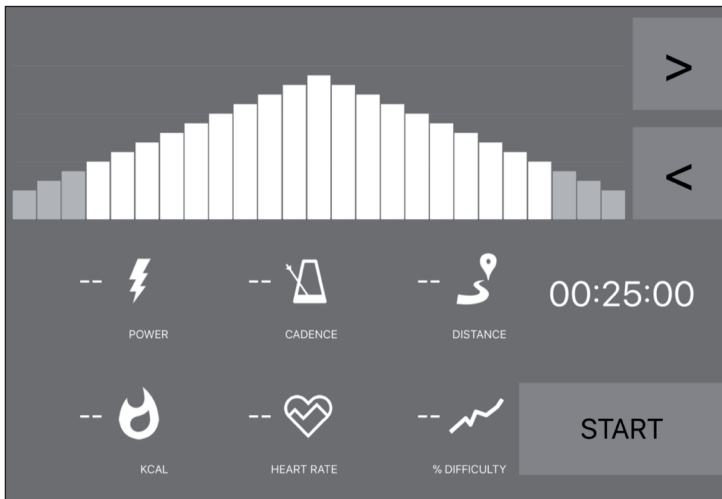 >
<
-- -- -- 00:25:00
POWER CADENCE DISTANCE
-- -- -- START
KCAL HEART RATE % DIFFICULTY